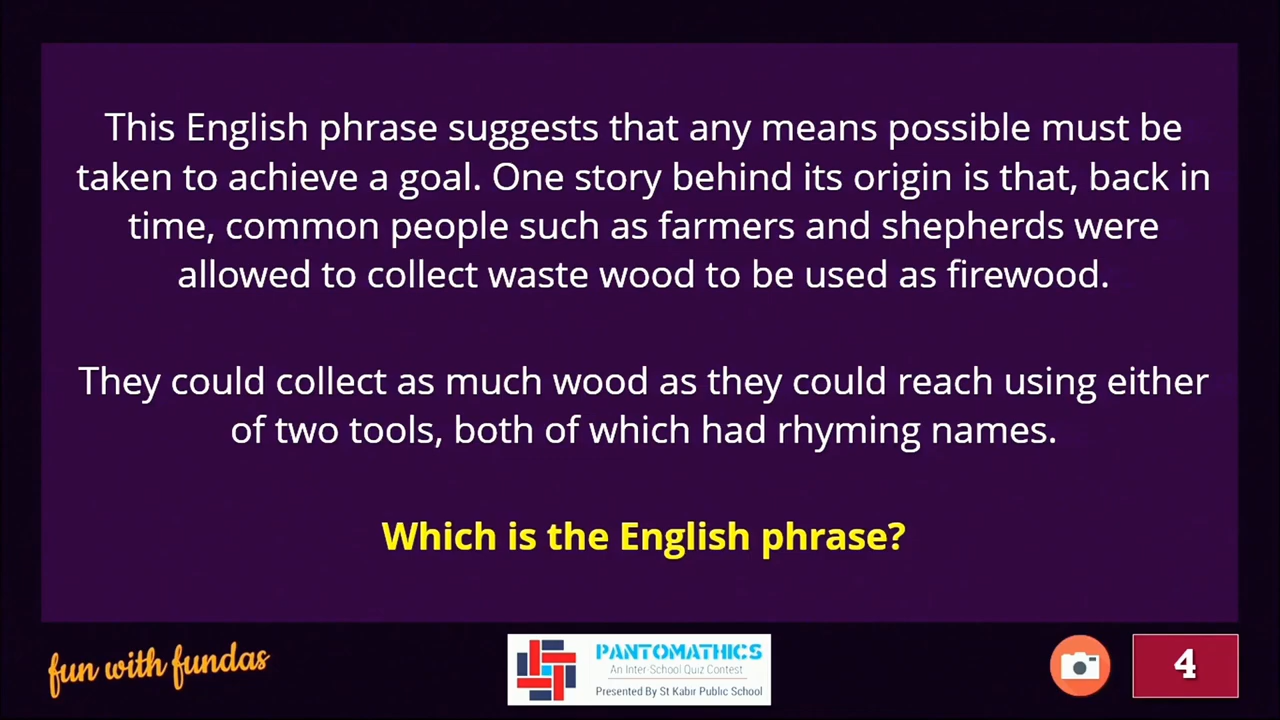 This English phrase suggests that any means possible must be
taken to achieve a goal. One story behind its origin is that, back in
time, common people such as farmers and shepherds were
allowed to collect waste wood to be used as firewood.
They could collect as much wood as they could reach using either
of two tools, both of which had rhyming names.
Which is the English phrase?
fun with fundas
PANTOMATHICS
An Inter-School Quiz Contest
Presented By St Kabir Public School
4